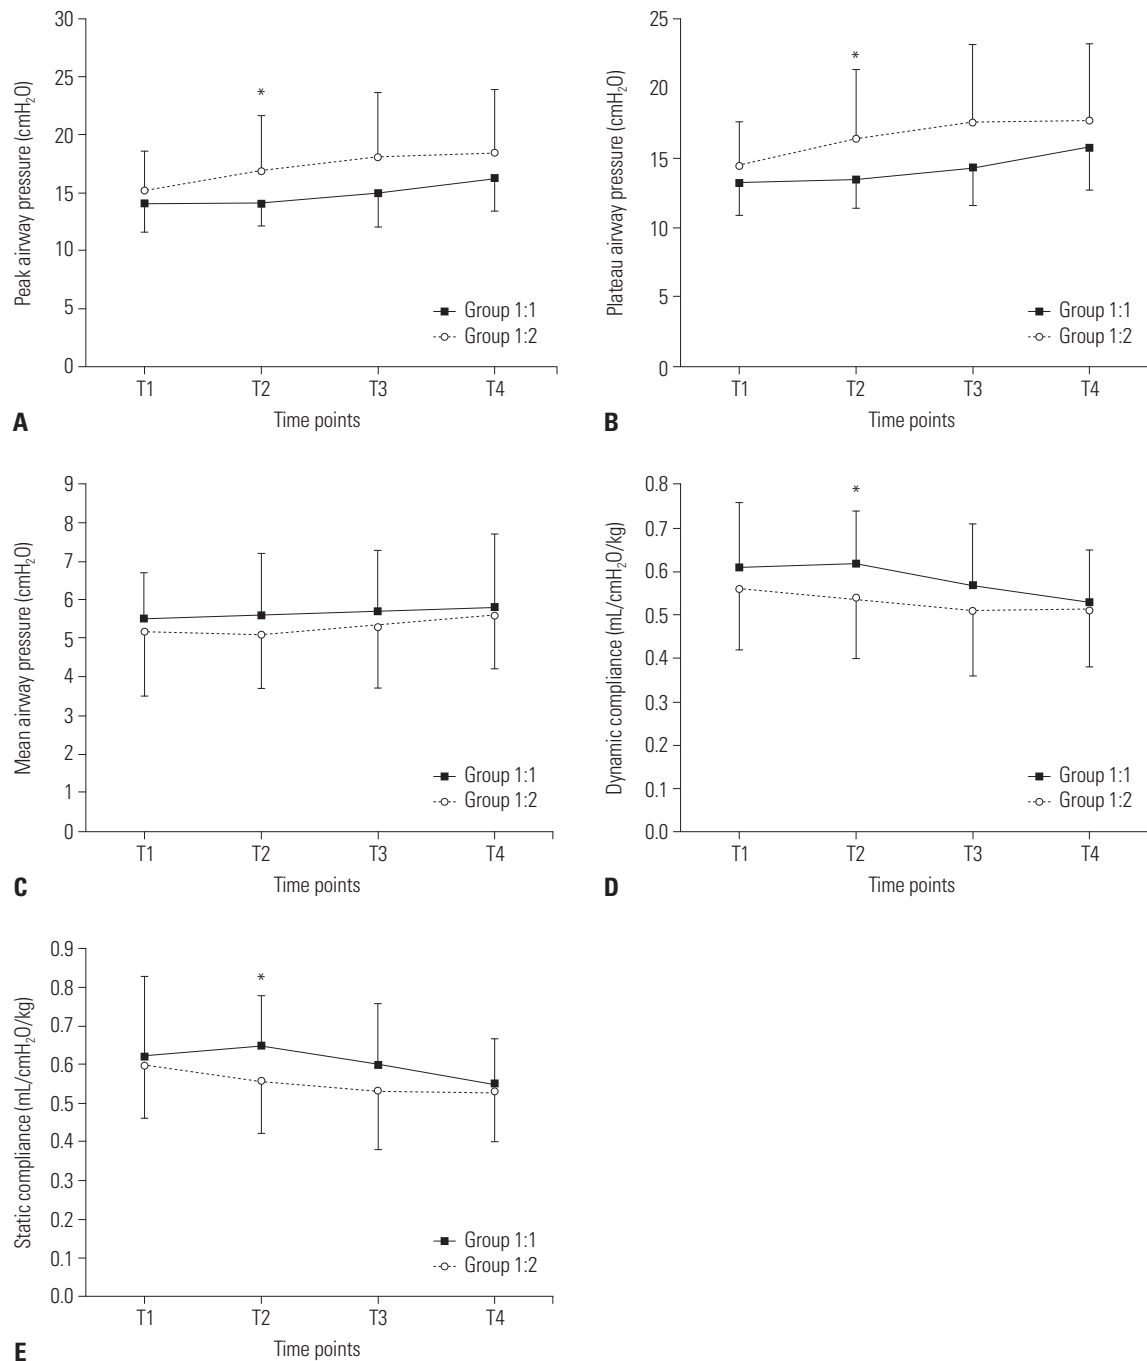 Peak airway pressure (cmH₂O)
30
25
20
15
10
5
0
*
Group 1:1
Group 1:2
T1 T2 T3 T4
Time points
A
Plateau airway pressure (cmH₂O)
25
20
15
10
5
0
*
Group 1:1
Group 1:2
T1 T2 T3 T4
Time points
B
Mean airway pressure (cmH₂O)
9
8
7
6
5
4
3
2
1
0
Group 1:1
Group 1:2
T1 T2 T3 T4
Time points
C
Dynamic compliance (mL/cmH₂O/kg)
0.8
0.7
0.6
0.5
0.4
0.3
0.2
0.1
0.0
*
Group 1:1
Group 1:2
T1 T2 T3 T4
Time points
D
Static compliance (mL/cmH₂O/kg)
0.9
0.8
0.7
0.6
0.5
0.4
0.3
0.2
0.1
0.0
*
Group 1:1
Group 1:2
T1 T2 T3 T4
Time points
E